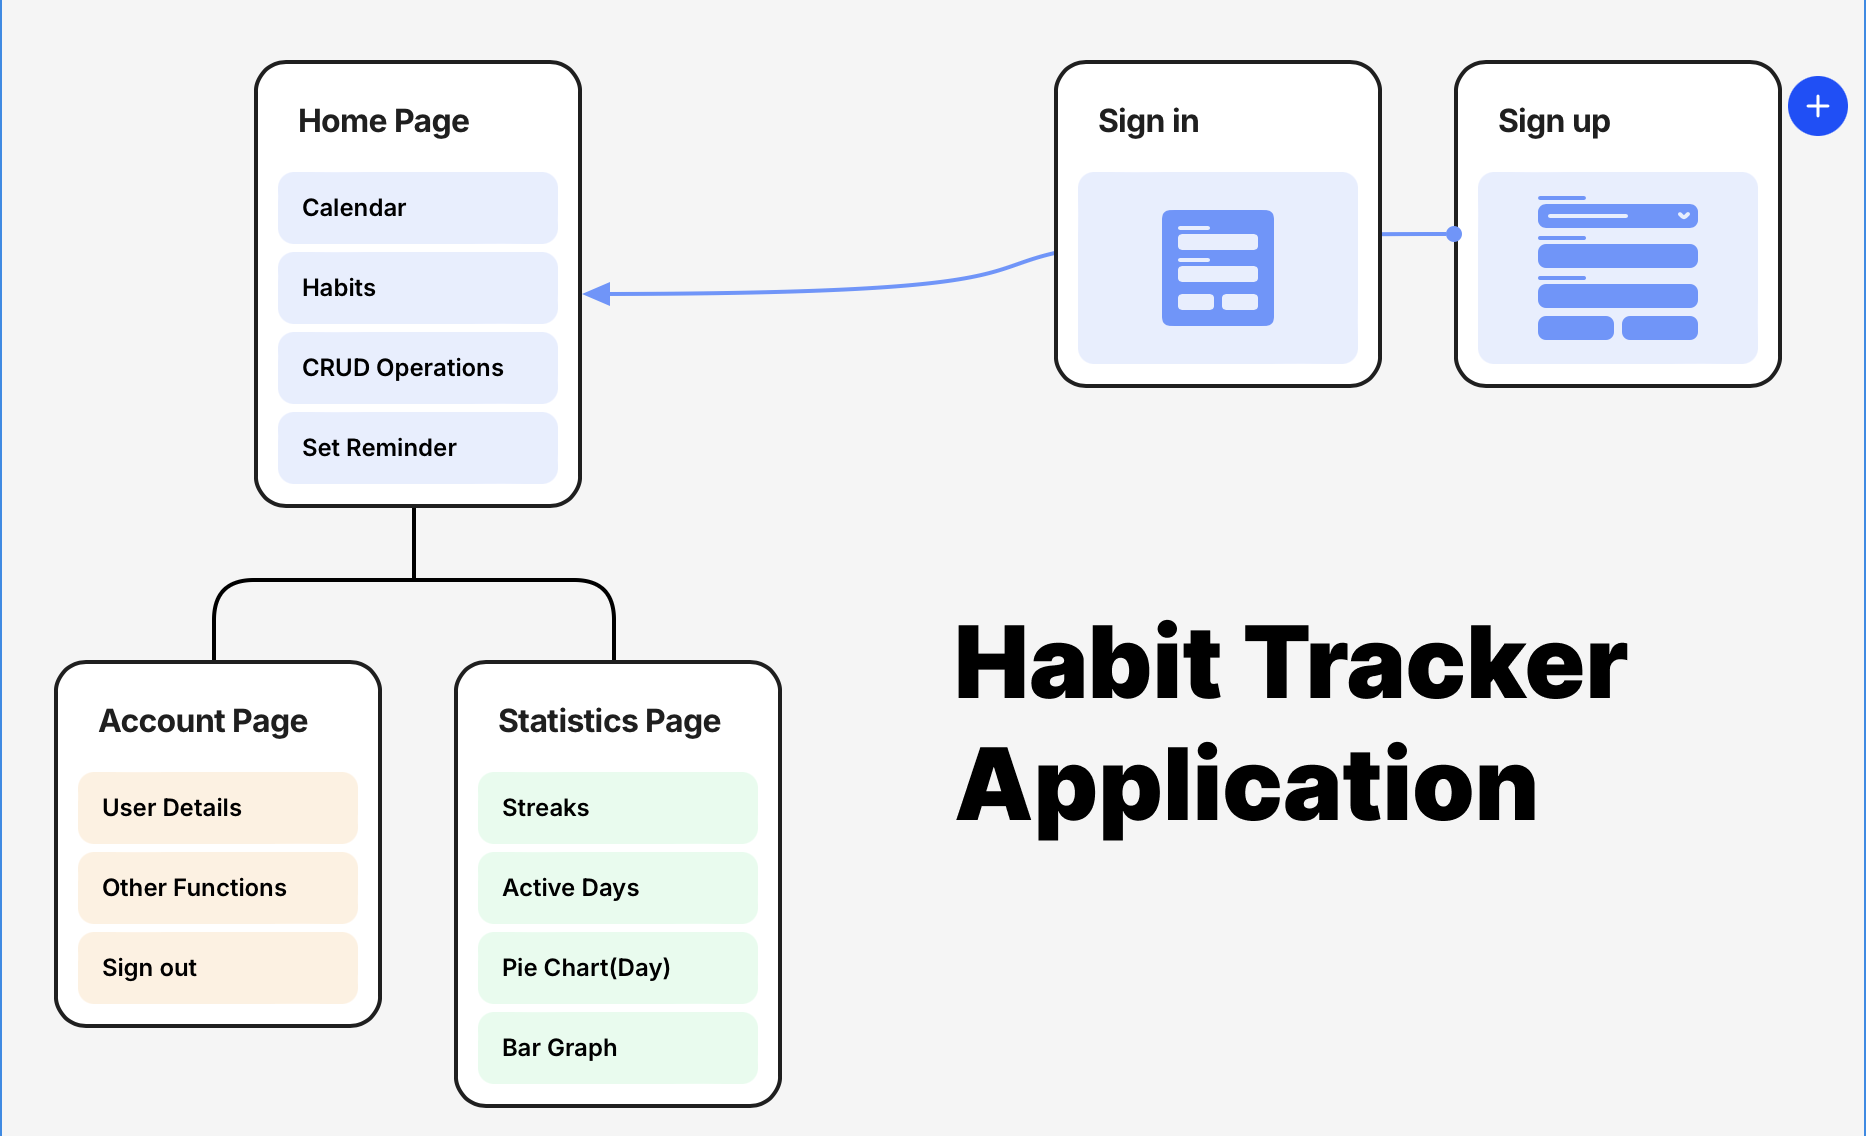 Home Page
Calendar
Habits
CRUD Operations
Set Reminder
Sign in
Sign up
Account Page
User Details
Other Functions
Sign out
Statistics Page
Streaks
Active Days
Pie Chart(Day)
Bar Graph
Habit Tracker
Application